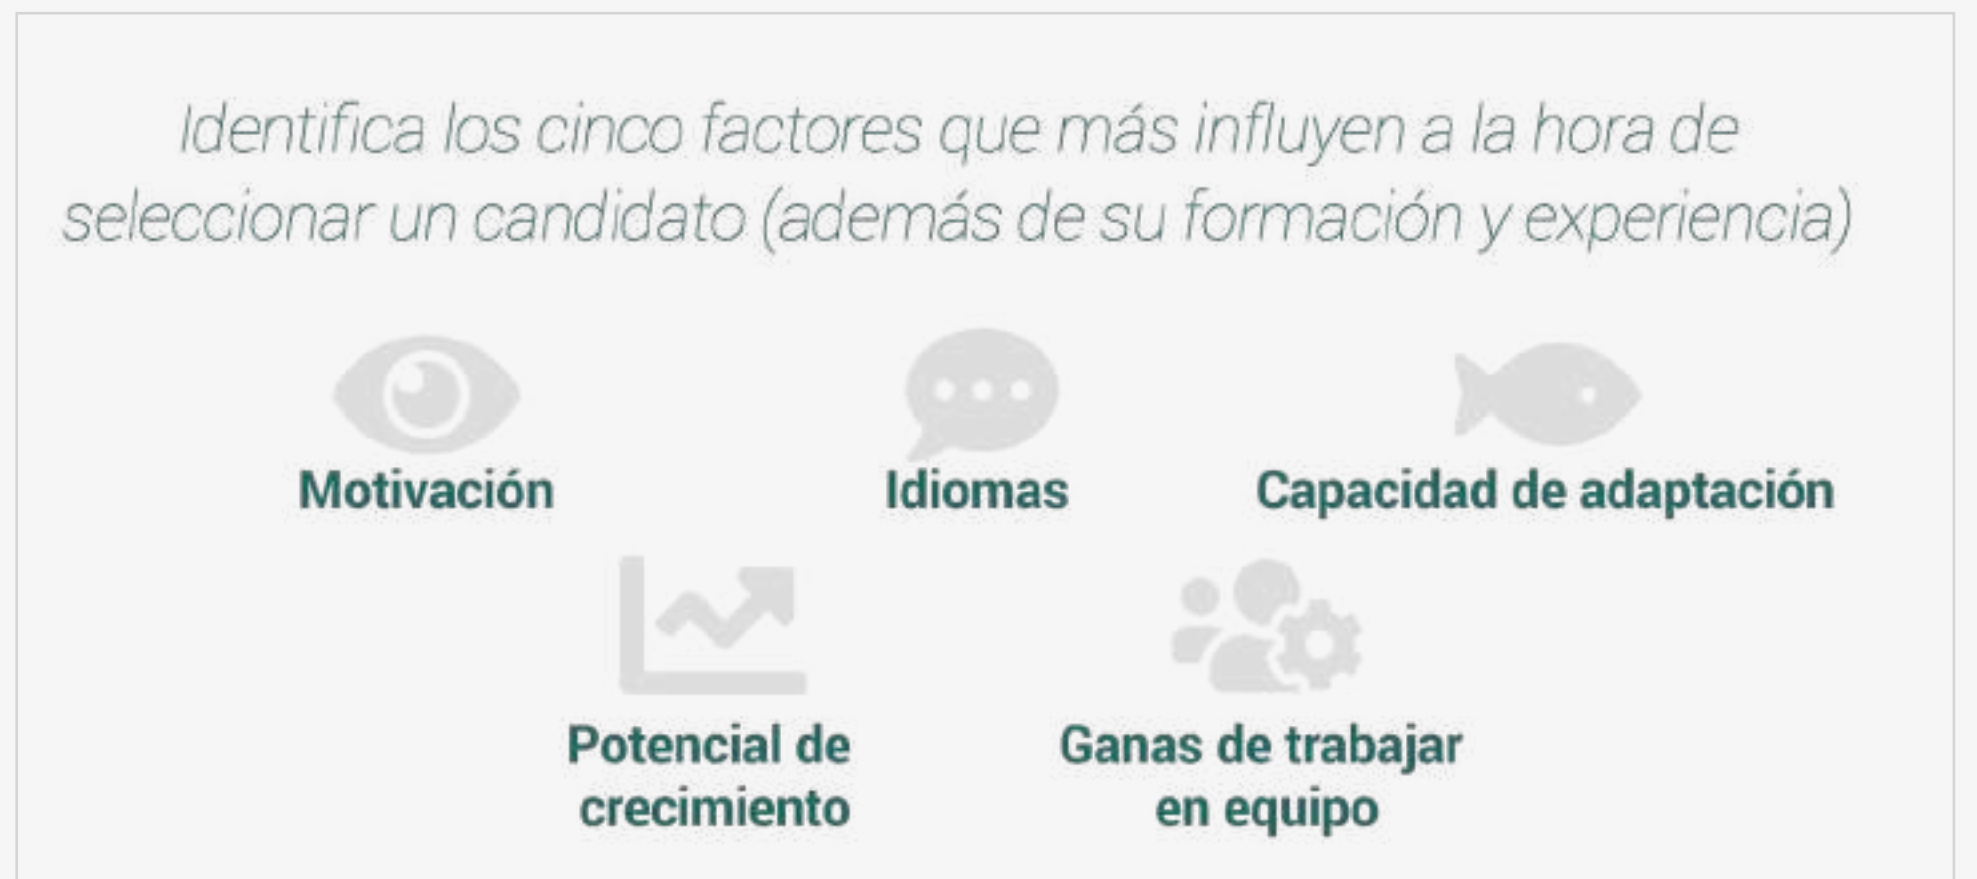 Identifica los cinco factores que más influyen a la hora de
seleccionar un candidato (además de su formación y experiencia)
Motivación
Idiomas
Capacidad de adaptación
Potencial de
crecimiento
Ganas de trabajar
en equipo